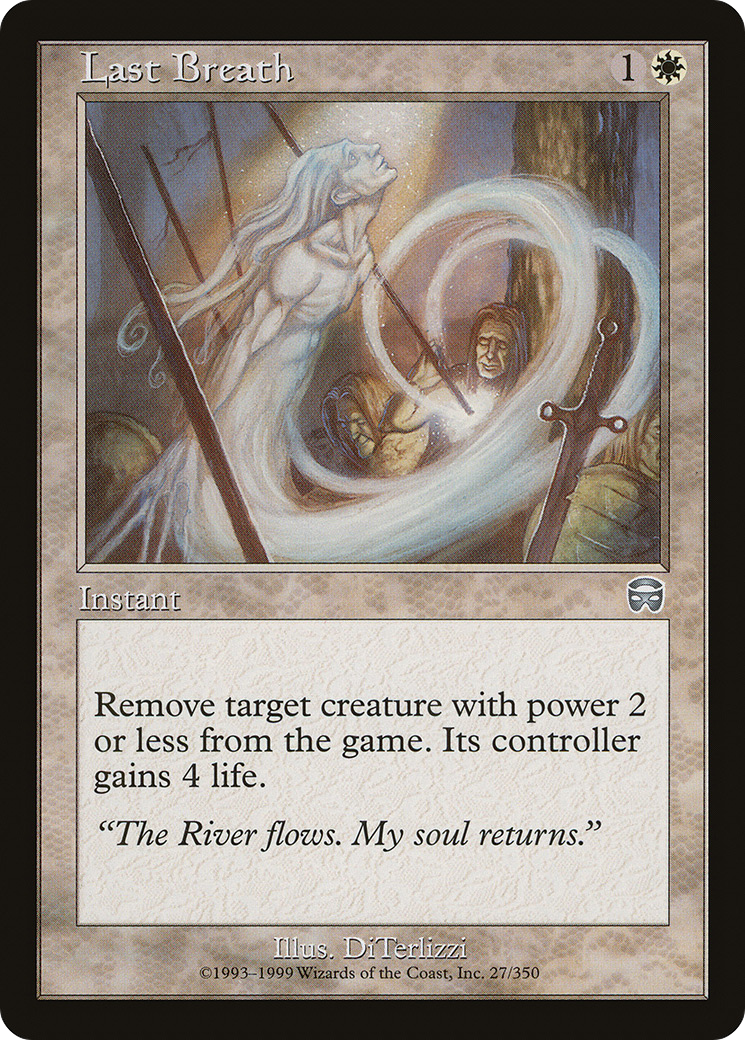 Last Breath 1
Instant
Remove target creature with power 2
or less from the game. Its controller
gains 4 life.
“The River flows. My soul returns.”
Illus. DiTerlizzi
©1993–1999 Wizards of the Coast, Inc. 27/350